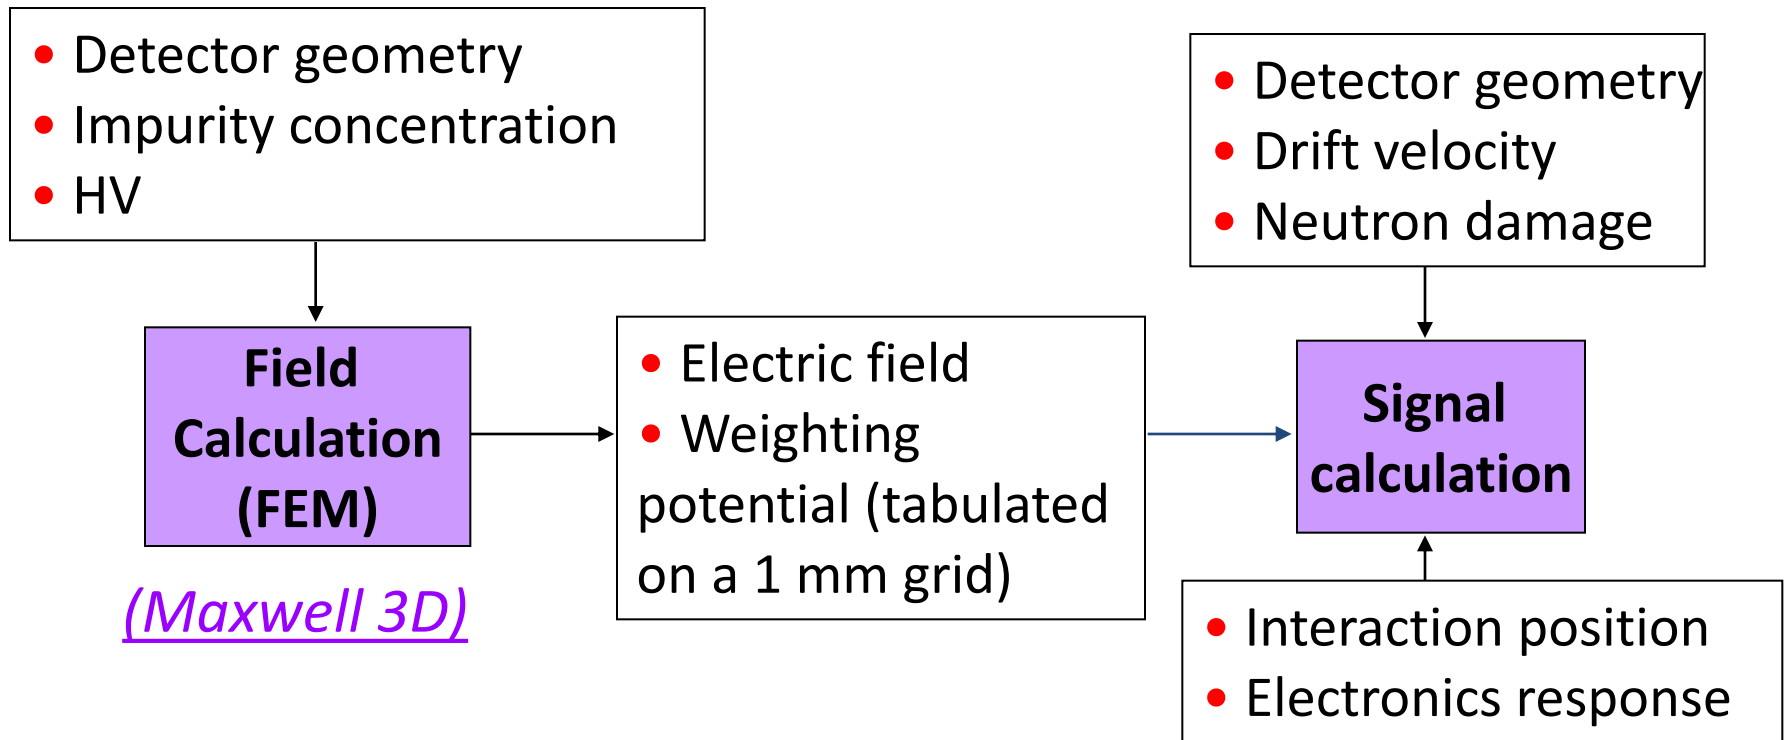 • Detector geometry
• Impurity concentration
• HV
Field
Calculation
(FEM)
(Maxwell 3D)
• Electric field
• Weighting
potential (tabulated
on a 1 mm grid)
• Detector geometry
• Drift velocity
• Neutron damage
Signal
calculation
• Interaction position
• Electronics response